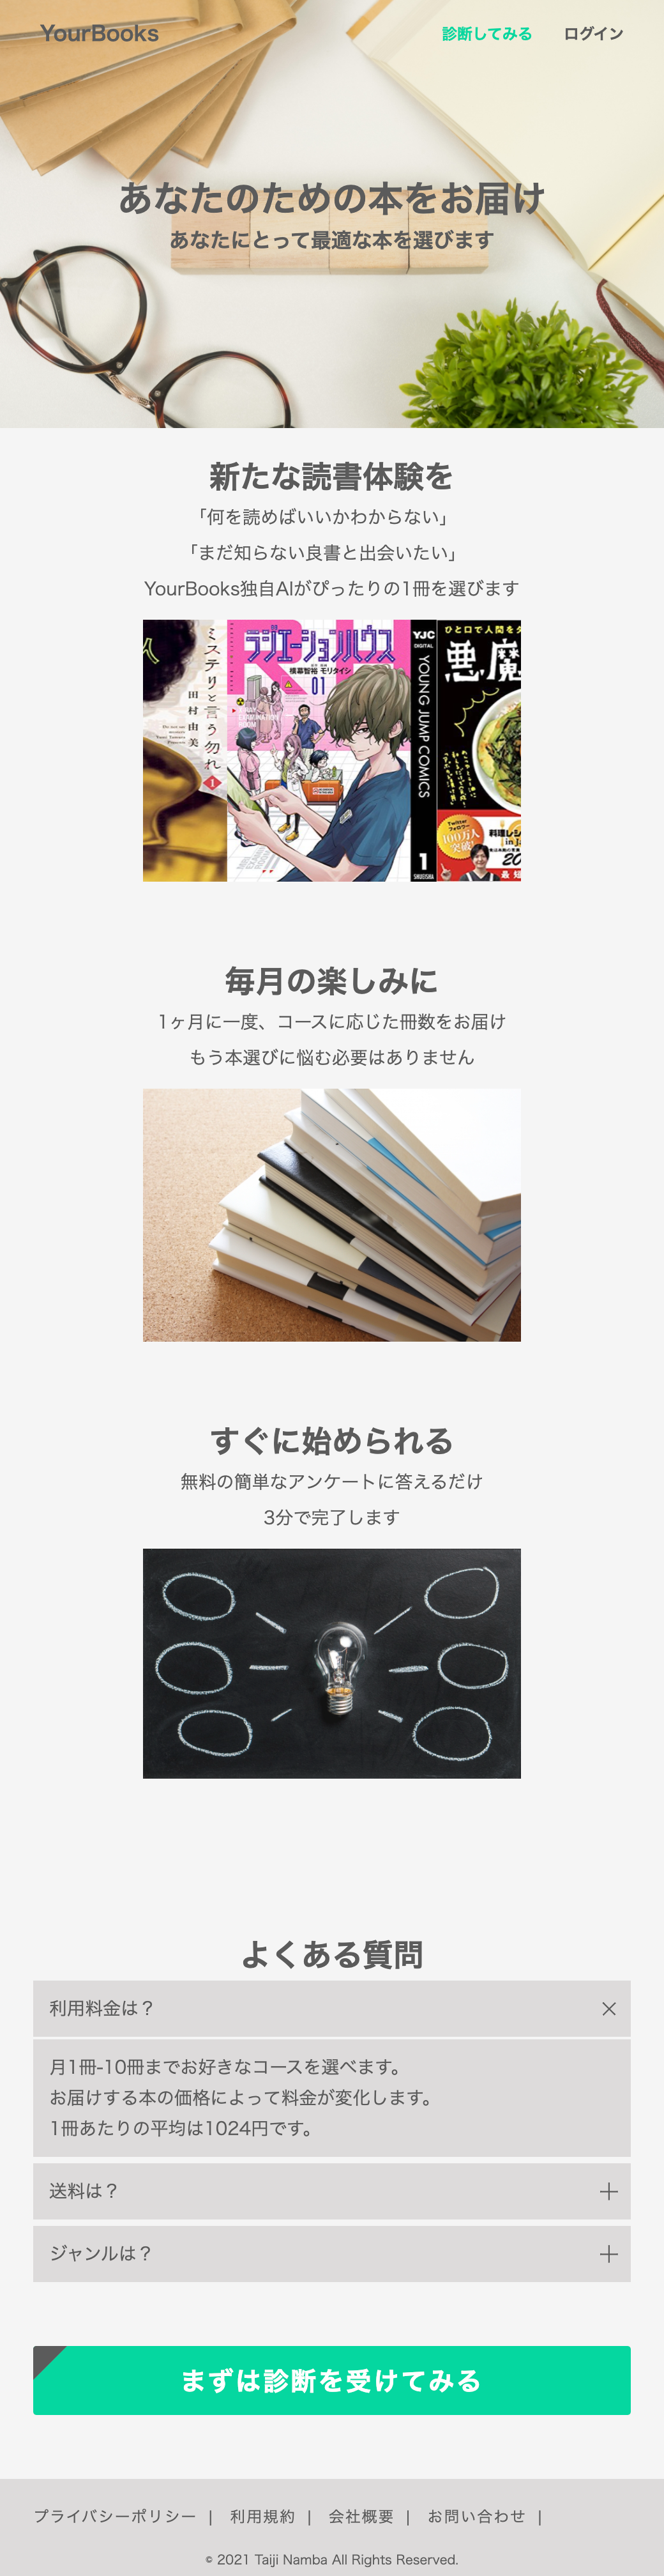 YourBooks
診断してみる
ログイン
あなたのための本をお届け
あなたにとって最適な本を選びます
新たな読書体験を
「何を読めばいいかわからない」
「まだ知らない良書と出会いたい」
YourBooks独自AIがぴったりの1冊を選びます
ミステリと言う勿れ
田村由美
1
ラジエーションハウス
横幕智裕 モリタイシ
01
YJC
DIGITAL
YOUNG JUMP COMICS
1
SHUEISHA
ひと口で人間をダ
悪魔
Twitter
フォロワー
100万人
突破!
料理レシ
in J
20
最短
毎月の楽しみに
1ヶ月に一度、コースに応じた冊数をお届け
もう本選びに悩む必要はありません
すぐに始められる
無料の簡単なアンケートに答えるだけ
3分で完了します
よくある質問
利用料金は？
月1冊-10冊までお好きなコースを選べます。
お届けする本の価格によって料金が変化します。
1冊あたりの平均は1024円です。
送料は？
ジャンルは？
まずは診断を受けてみる
プライバシーポリシー | 利用規約 | 会社概要 | お問い合わせ |
© 2021 Taiji Namba All Rights Reserved.